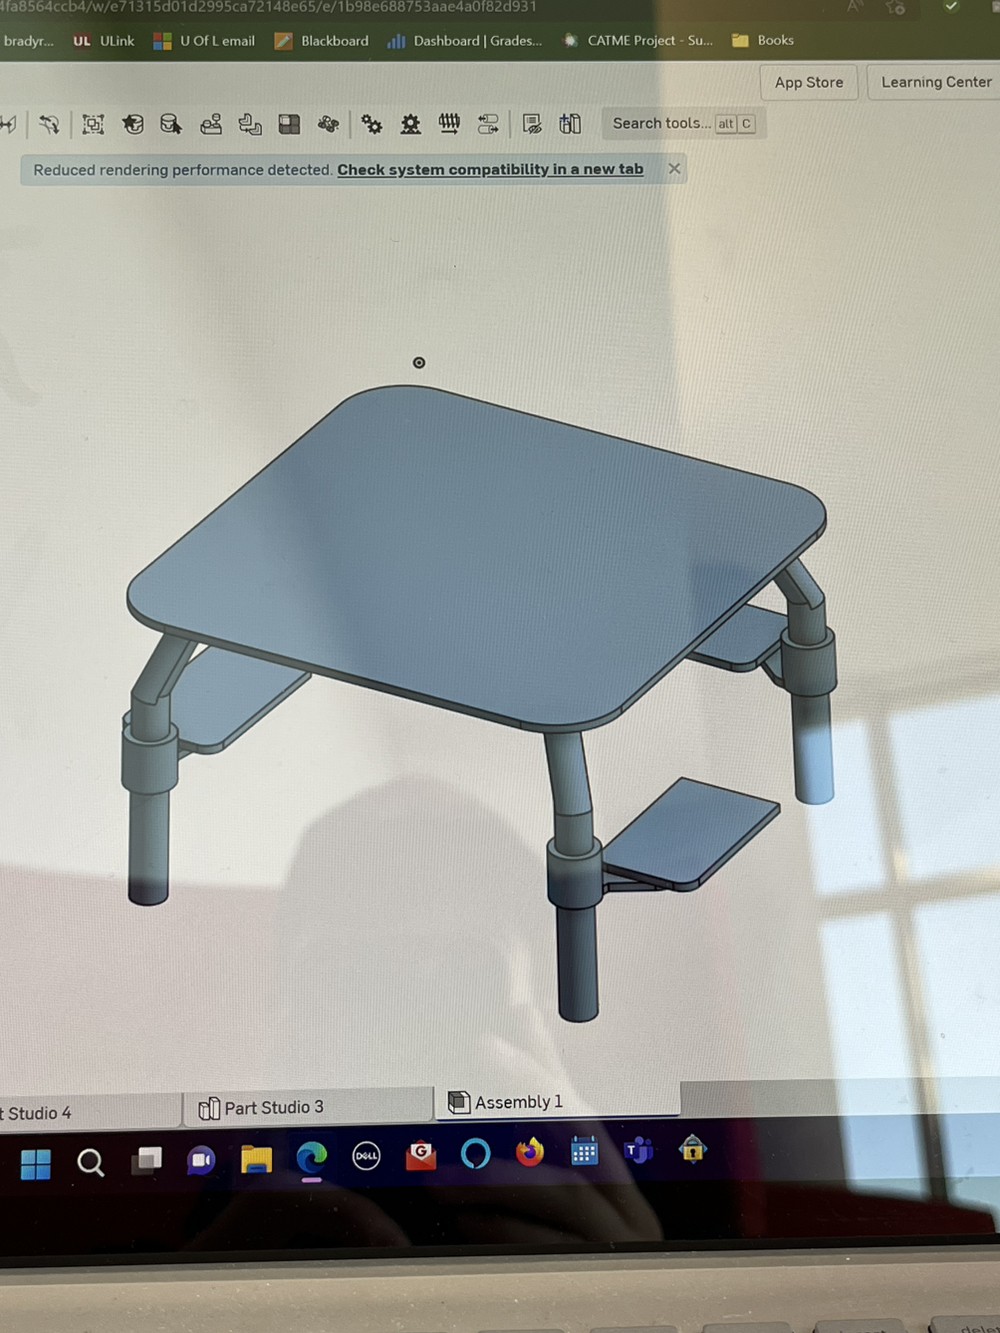 4fa8564ccb4/w/e71315d01d2995ca72148e65/e/1b98e688753aae4a0f82d931
bradyr... UL ULink U Of L email Blackboard Dashboard | Grades... CATME Project - Su... Books
App Store Learning Center
Search tools... alt C
Reduced rendering performance detected. Check system compatibility in a new tab
t Studio 4 Part Studio 3 Assembly 1
DELL G T
delete